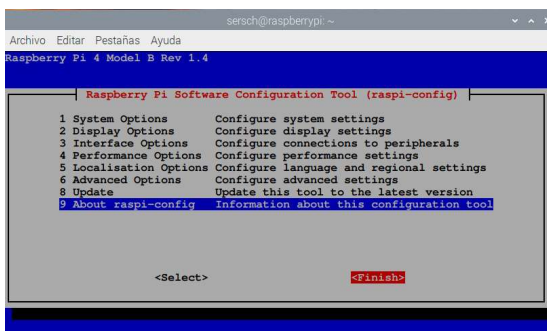 sersch@raspberrypi: ~
Archivo Editar Pestañas Ayuda
Raspberry Pi 4 Model B Rev 1.4
Raspberry Pi Software Configuration Tool (raspi-config)
1 System Options Configure system settings
2 Display Options Configure display settings
3 Interface Options Configure connections to peripherals
4 Performance Options Configure performance settings
5 Localisation Options Configure language and regional settings
6 Advanced Options Configure advanced settings
8 Update Update this tool to the latest version
9 About raspi-config Information about this configuration tool
<Select> <Finish>